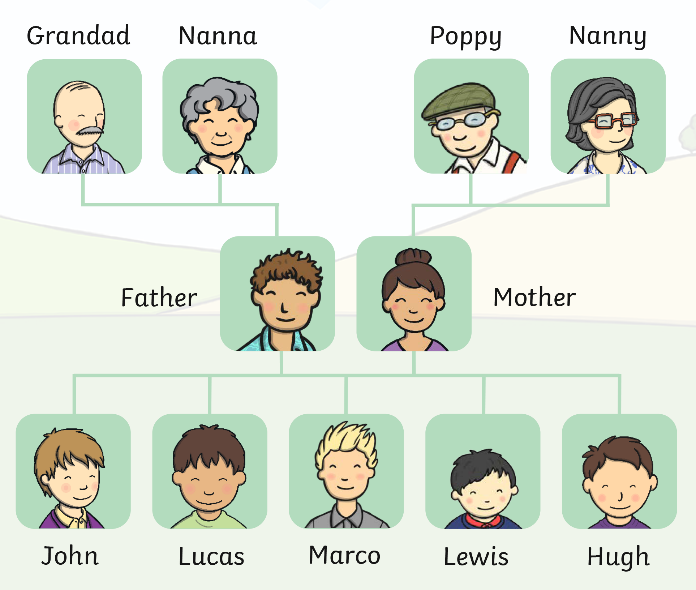 Grandad Nanna Poppy Nanny
Father Mother
John Lucas Marco Lewis Hugh